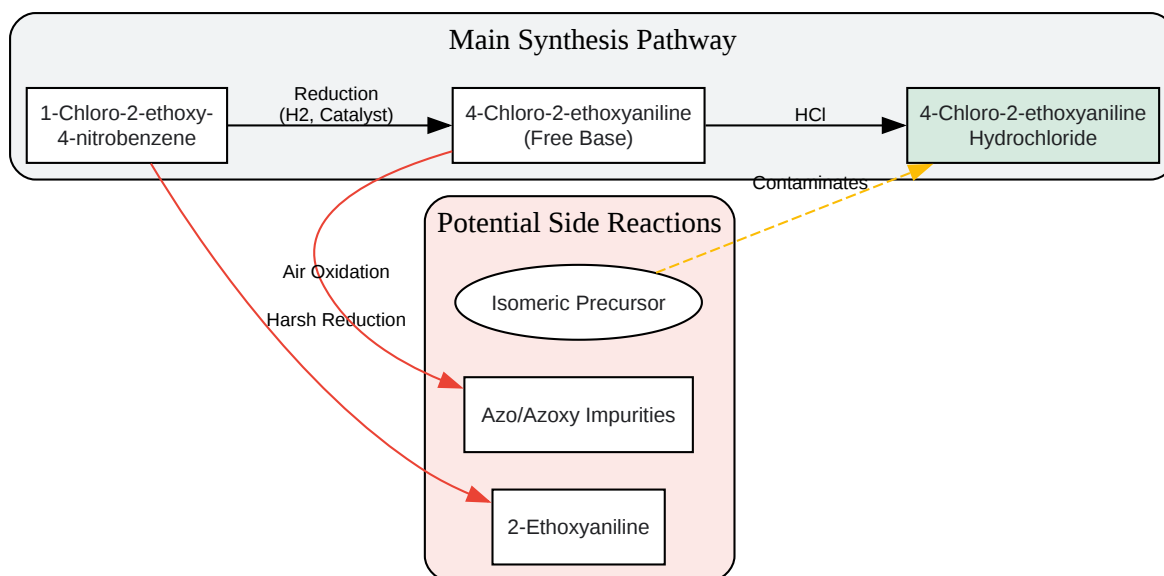 Main Synthesis Pathway
1-Chloro-2-ethoxy-
4-nitrobenzene
Reduction
(H2, Catalyst)
4-Chloro-2-ethoxyaniline
(Free Base)
HCl
4-Chloro-2-ethoxyaniline
Hydrochloride
Contaminates
Potential Side Reactions
Isomeric Precursor
Air Oxidation
Harsh Reduction
Azo/Azoxy Impurities
2-Ethoxyaniline